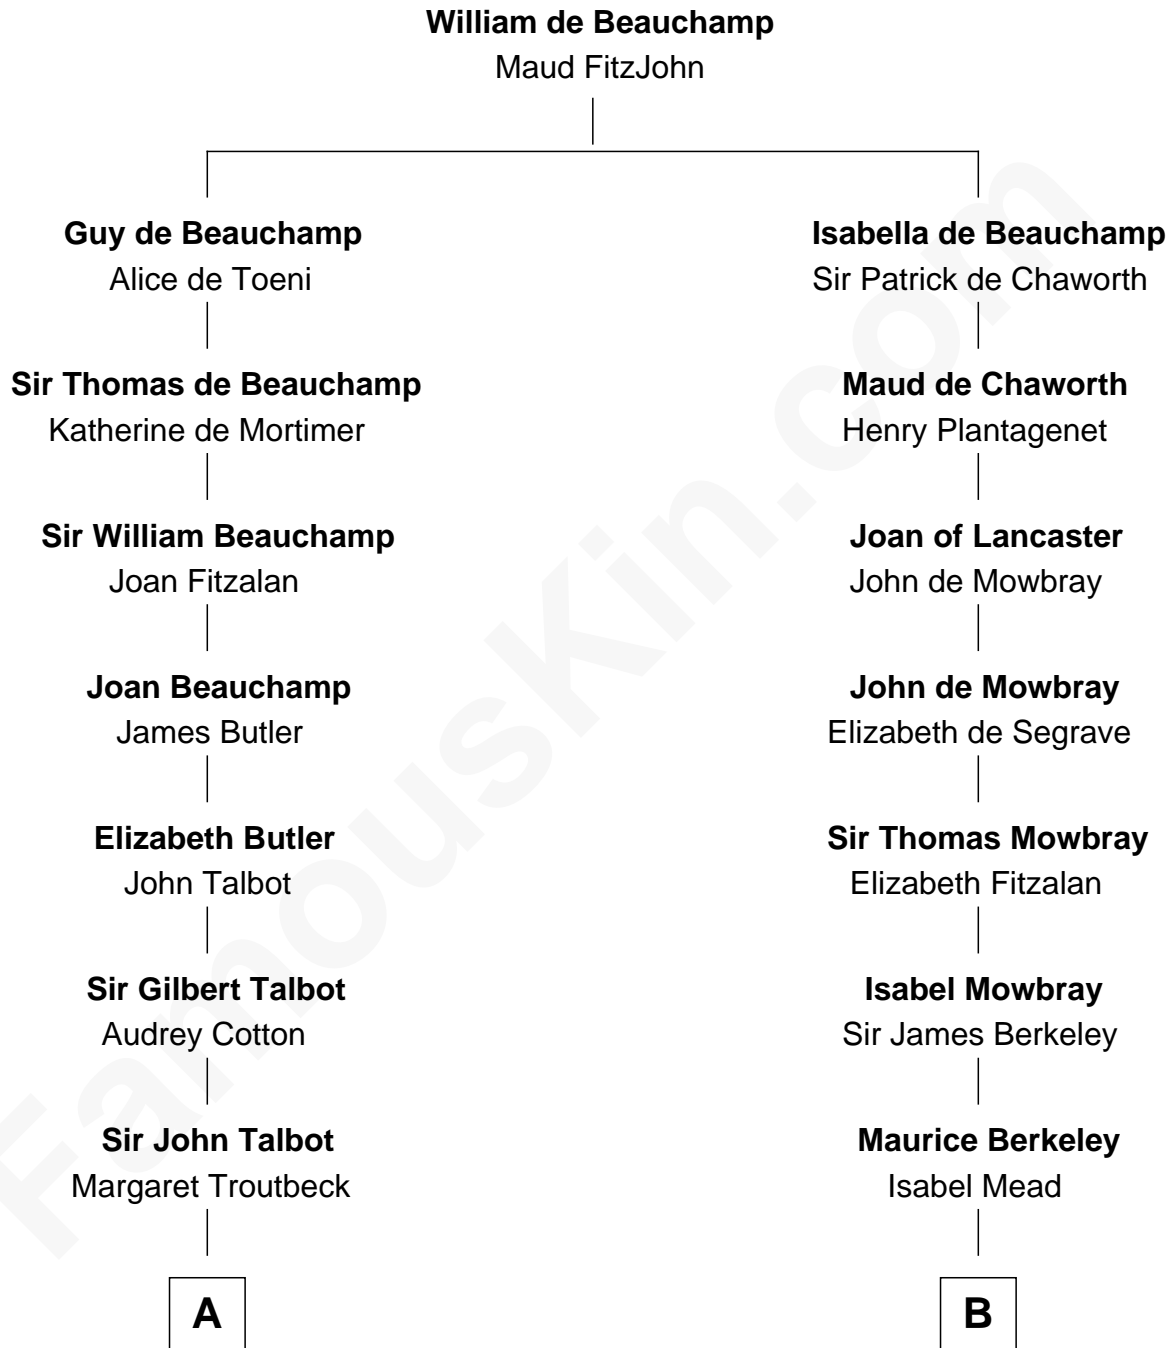 William de Beauchamp
Maud FitzJohn
Guy de Beauchamp
Alice de Toeni
Isabella de Beauchamp
Sir Patrick de Chaworth
Sir Thomas de Beauchamp
Katherine de Mortimer
Maud de Chaworth
Henry Plantagenet
Sir William Beauchamp
Joan Fitzalan
Joan of Lancaster
John de Mowbray
Joan Beauchamp
James Butler
John de Mowbray
Elizabeth de Segrave
Elizabeth Butler
John Talbot
Sir Thomas Mowbray
Elizabeth Fitzalan
Sir Gilbert Talbot
Audrey Cotton
Isabel Mowbray
Sir James Berkeley
Sir John Talbot
Margaret Troutbeck
Maurice Berkeley
Isabel Mead
A
B
FamousKin.com